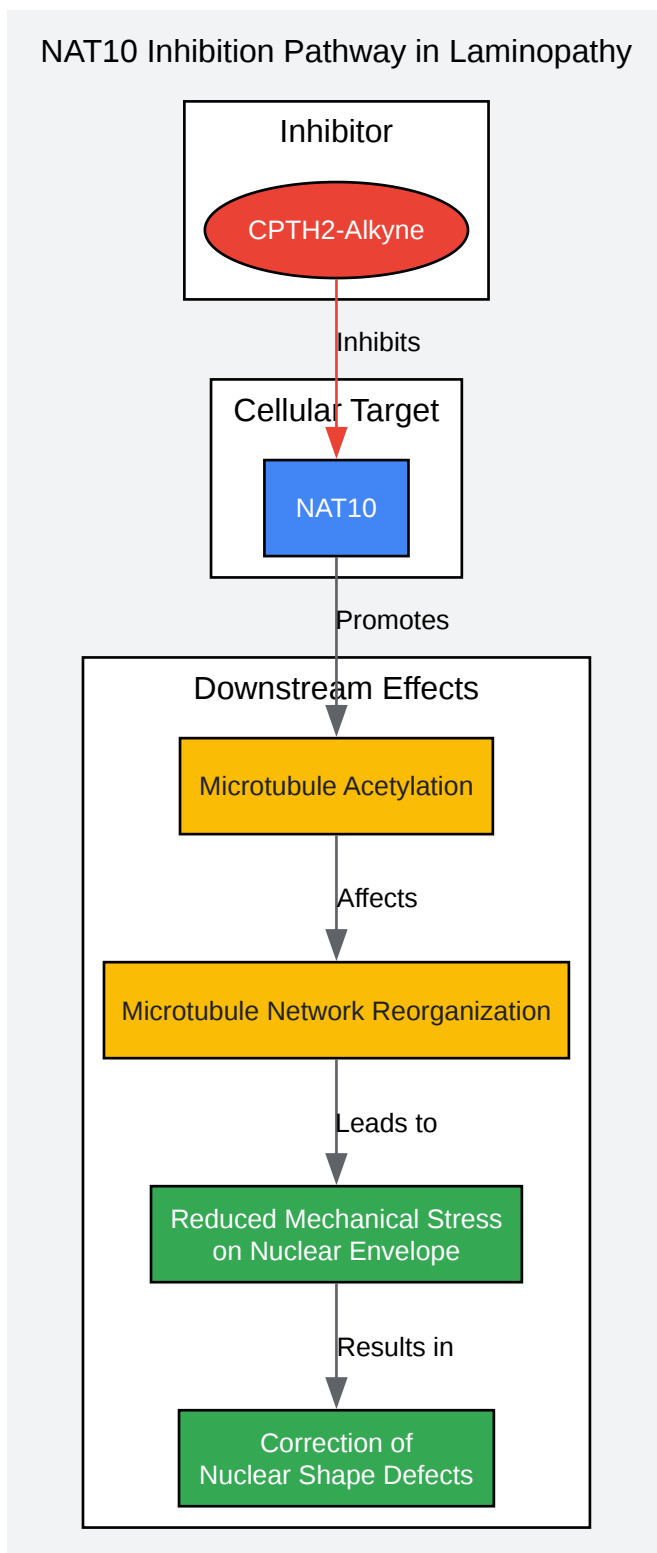 NAT10 Inhibition Pathway in Laminopathy
Inhibitor
CPTH2-Alkyne
Inhibits
Cellular Target
NAT10
Promotes
Downstream Effects
Microtubule Acetylation
Affects
Microtubule Network Reorganization
Leads to
Reduced Mechanical Stress
on Nuclear Envelope
Results in
Correction of
Nuclear Shape Defects